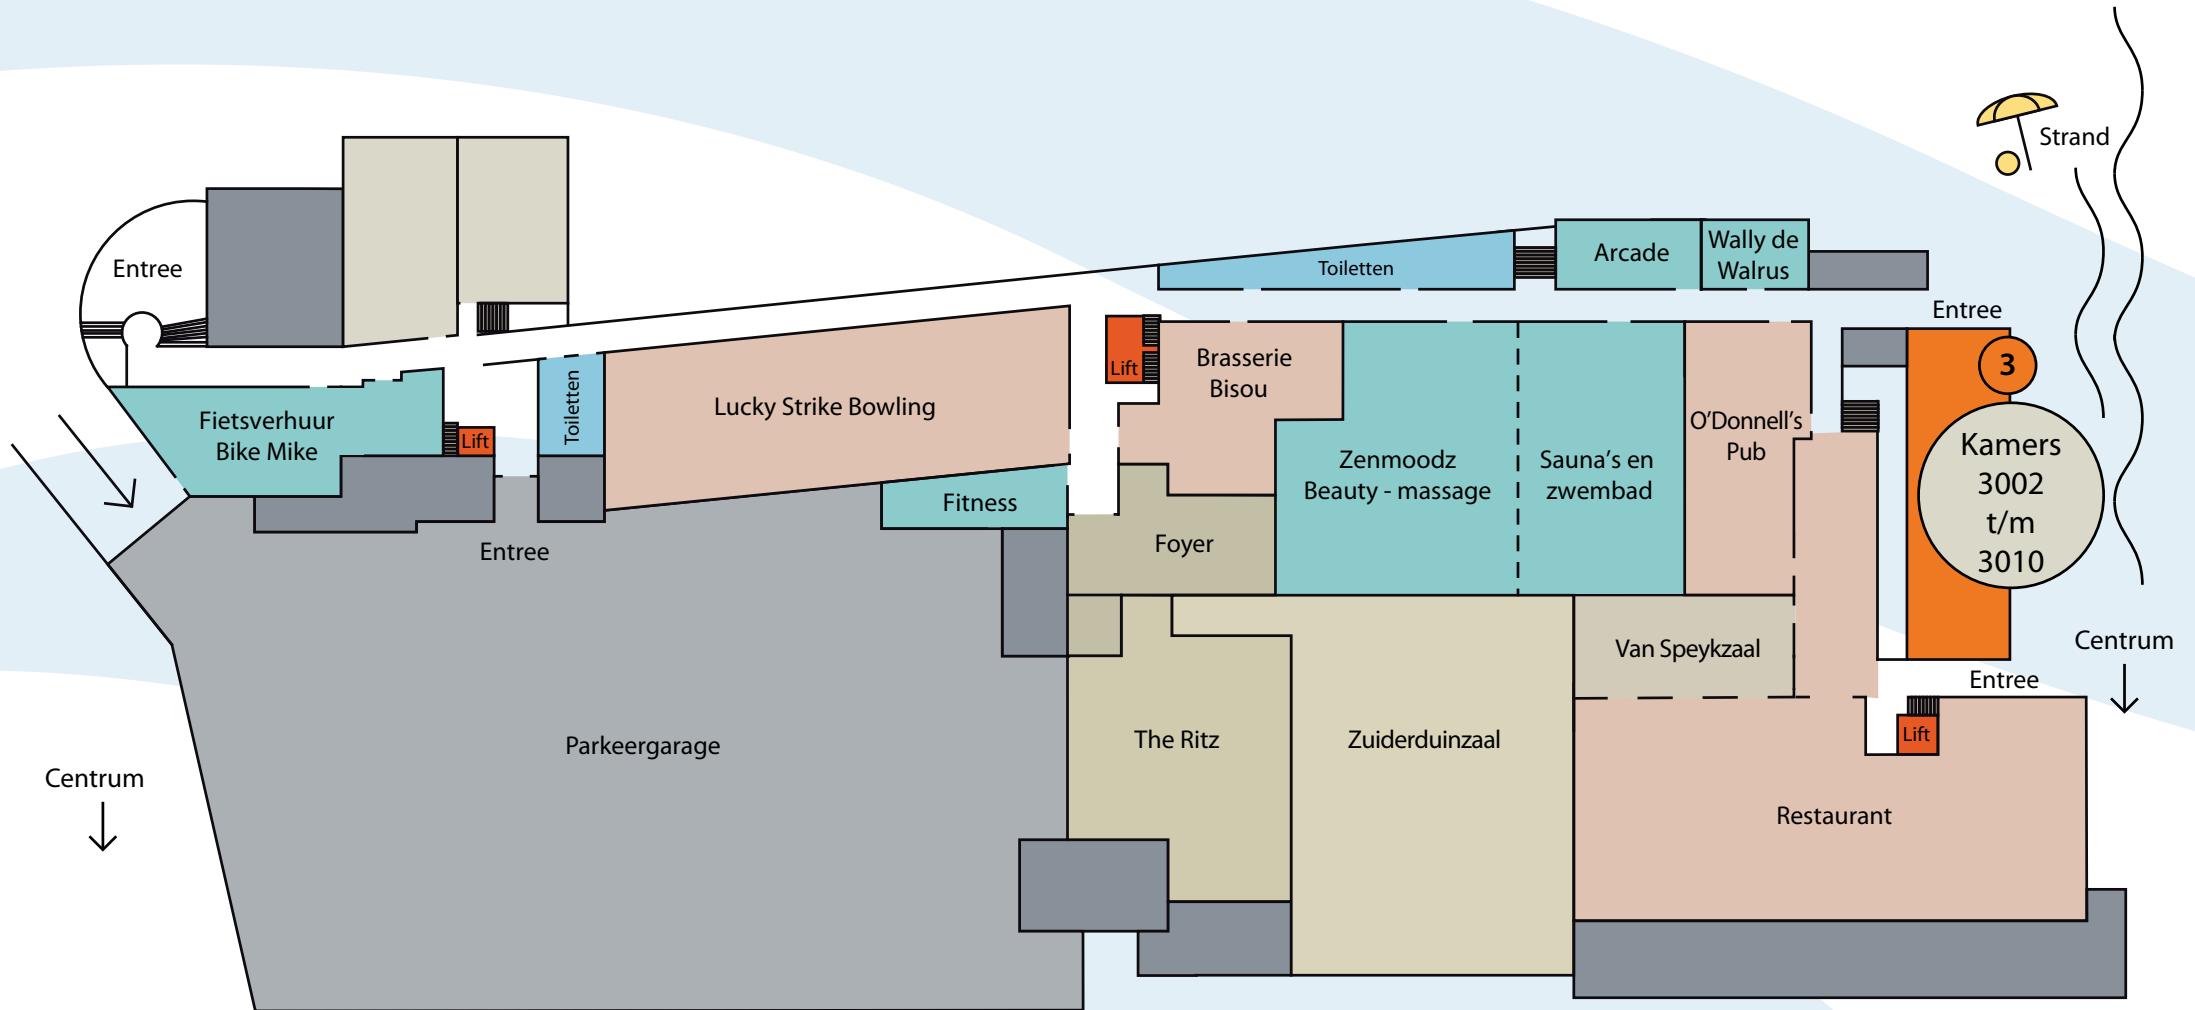 Strand
Entree
Toiletten
Arcade
Wally de
Walrus
Entree
Fietsverhuur
Bike Mike
Lift
Toiletten
Lucky Strike Bowling
Lift
Brasserie
Bisou
Zenmoodz
Beauty - massage
Sauna's en
zwembad
O'Donnell's
Pub
3
Kamers
3002
t/m
3010
Fitness
Foyer
Entree
Van Speykzaal
Centrum
Entree
Parkeergarage
The Ritz
Zuiderduinzaal
Lift
Restaurant
Centrum